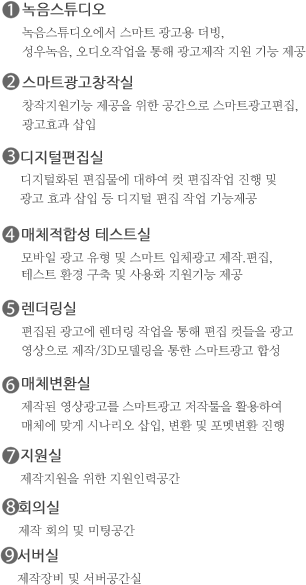 1 녹음스튜디오
녹음스튜디오에서 스마트 광고용 더빙,
성우녹음, 오디오작업을 통해 광고제작 지원 기능 제공
2 스마트광고창작실
창작지원기능 제공을 위한 공간으로 스마트광고편집,
광고효과 삽입
3 디지털편집실
디지털화된 편집물에 대하여 컷 편집작업 진행 및
광고 효과 삽입 등 디지털 편집 작업 기능제공
4 매체적합성 테스트실
모바일 광고 유형 및 스마트 입체광고 제작.편집,
테스트 환경 구축 및 사용화 지원기능 제공
5 렌더링실
편집된 광고에 렌더링 작업을 통해 편집 컷들을 광고
영상으로 제작/3D모델링을 통한 스마트광고 합성
6 매체변환실
제작된 영상광고를 스마트광고 저작툴을 활용하여
매체에 맞게 시나리오 삽입, 변환 및 포멧변환 진행
7 지원실
제작지원을 위한 지원인력공간
8 회의실
제작 회의 및 미팅공간
9 서버실
제작장비 및 서버공간실